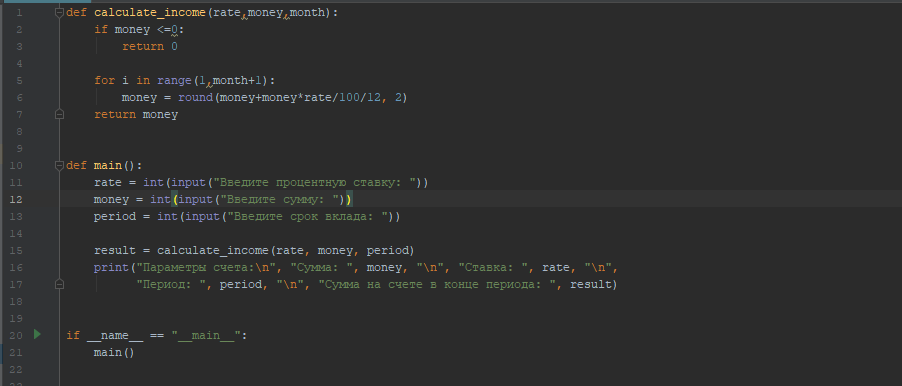 1 def calculate_income(rate,money,month):
2     if money <=0:
3         return 0
4
5     for i in range(1,month+1):
6         money = round(money+money*rate/100/12, 2)
7     return money
8
9
10 def main():
11     rate = int(input("Введите процентную ставку: "))
12     money = int(input("Введите сумму: "))
13     period = int(input("Введите срок вклада: "))
14
15     result = calculate_income(rate, money, period)
16     print("Параметры счета:\n", "Сумма: ", money, "\n", "Ставка: ", rate, "\n",
17           "Период: ", period, "\n", "Сумма на счете в конце периода: ", result)
18
19
20 if __name__ == "__main__":
21     main()
22